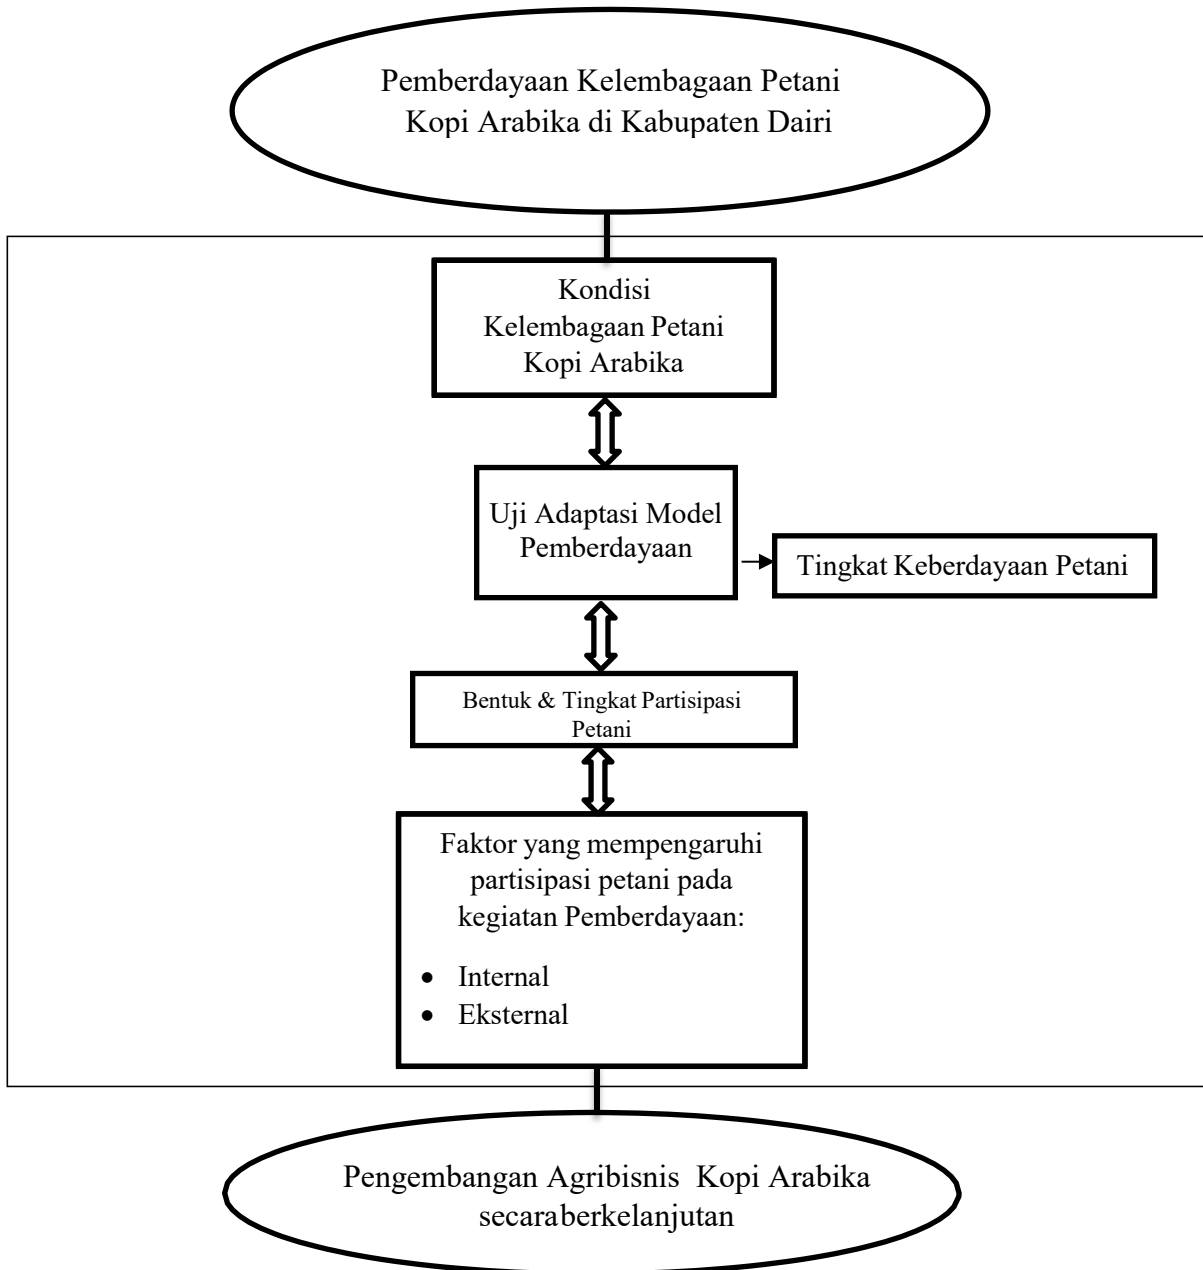 Pemberdayaan Kelembagaan Petani
Kopi Arabika di Kabupaten Dairi
Kondisi
Kelembagaan Petani
Kopi Arabika
Uji Adaptasi Model
Pemberdayaan
Tingkat Keberdayaan Petani
Bentuk & Tingkat Partisipasi
Petani
Faktor yang mempengaruhi
partisipasi petani pada
kegiatan Pemberdayaan:
• Internal
• Eksternal
Pengembangan Agribisnis Kopi Arabika
secaraberkelanjutan